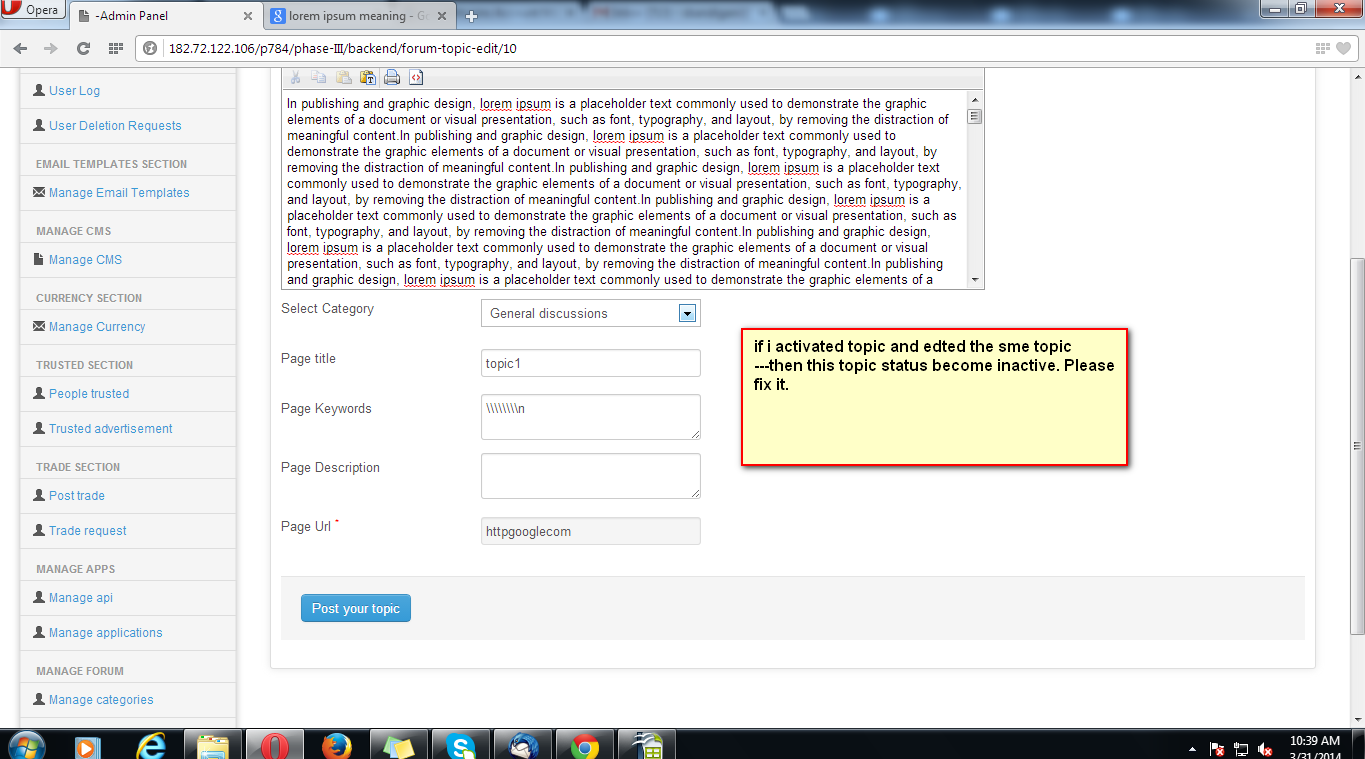 Opera
-Admin Panel
lorem ipsum meaning - Go
182.72.122.106/p784/phase-III/backend/forum-topic-edit/10
User Log
User Deletion Requests
EMAIL TEMPLATES SECTION
Manage Email Templates
MANAGE CMS
Manage CMS
CURRENCY SECTION
Manage Currency
TRUSTED SECTION
People trusted
Trusted advertisement
TRADE SECTION
Post trade
Trade request
MANAGE APPS
Manage api
Manage applications
MANAGE FORUM
Manage categories
In publishing and graphic design, lorem ipsum is a placeholder text commonly used to demonstrate the graphic
elements of a document or visual presentation, such as font, typography, and layout, by removing the distraction of
meaningful content.In publishing and graphic design, lorem ipsum is a placeholder text commonly used to
demonstrate the graphic elements of a document or visual presentation, such as font, typography, and layout, by
removing the distraction of meaningful content.In publishing and graphic design, lorem ipsum is a placeholder text
commonly used to demonstrate the graphic elements of a document or visual presentation, such as font, typography,
and layout, by removing the distraction of meaningful content.In publishing and graphic design, lorem ipsum is a
placeholder text commonly used to demonstrate the graphic elements of a document or visual presentation, such as
font, typography, and layout, by removing the distraction of meaningful content.In publishing and graphic design,
lorem ipsum is a placeholder text commonly used to demonstrate the graphic elements of a document or visual
presentation, such as font, typography, and layout, by removing the distraction of meaningful content.In publishing
and graphic design, lorem ipsum is a placeholder text commonly used to demonstrate the graphic elements of a
Select Category
General discussions
Page title
topic1
Page Keywords
\\\\\\\\n
Page Description
Page Url *
httpgooglecom
Post your topic
if i activated topic and edted the sme topic
---then this topic status become inactive. Please
fix it.
10:39 AM
3/31/2014